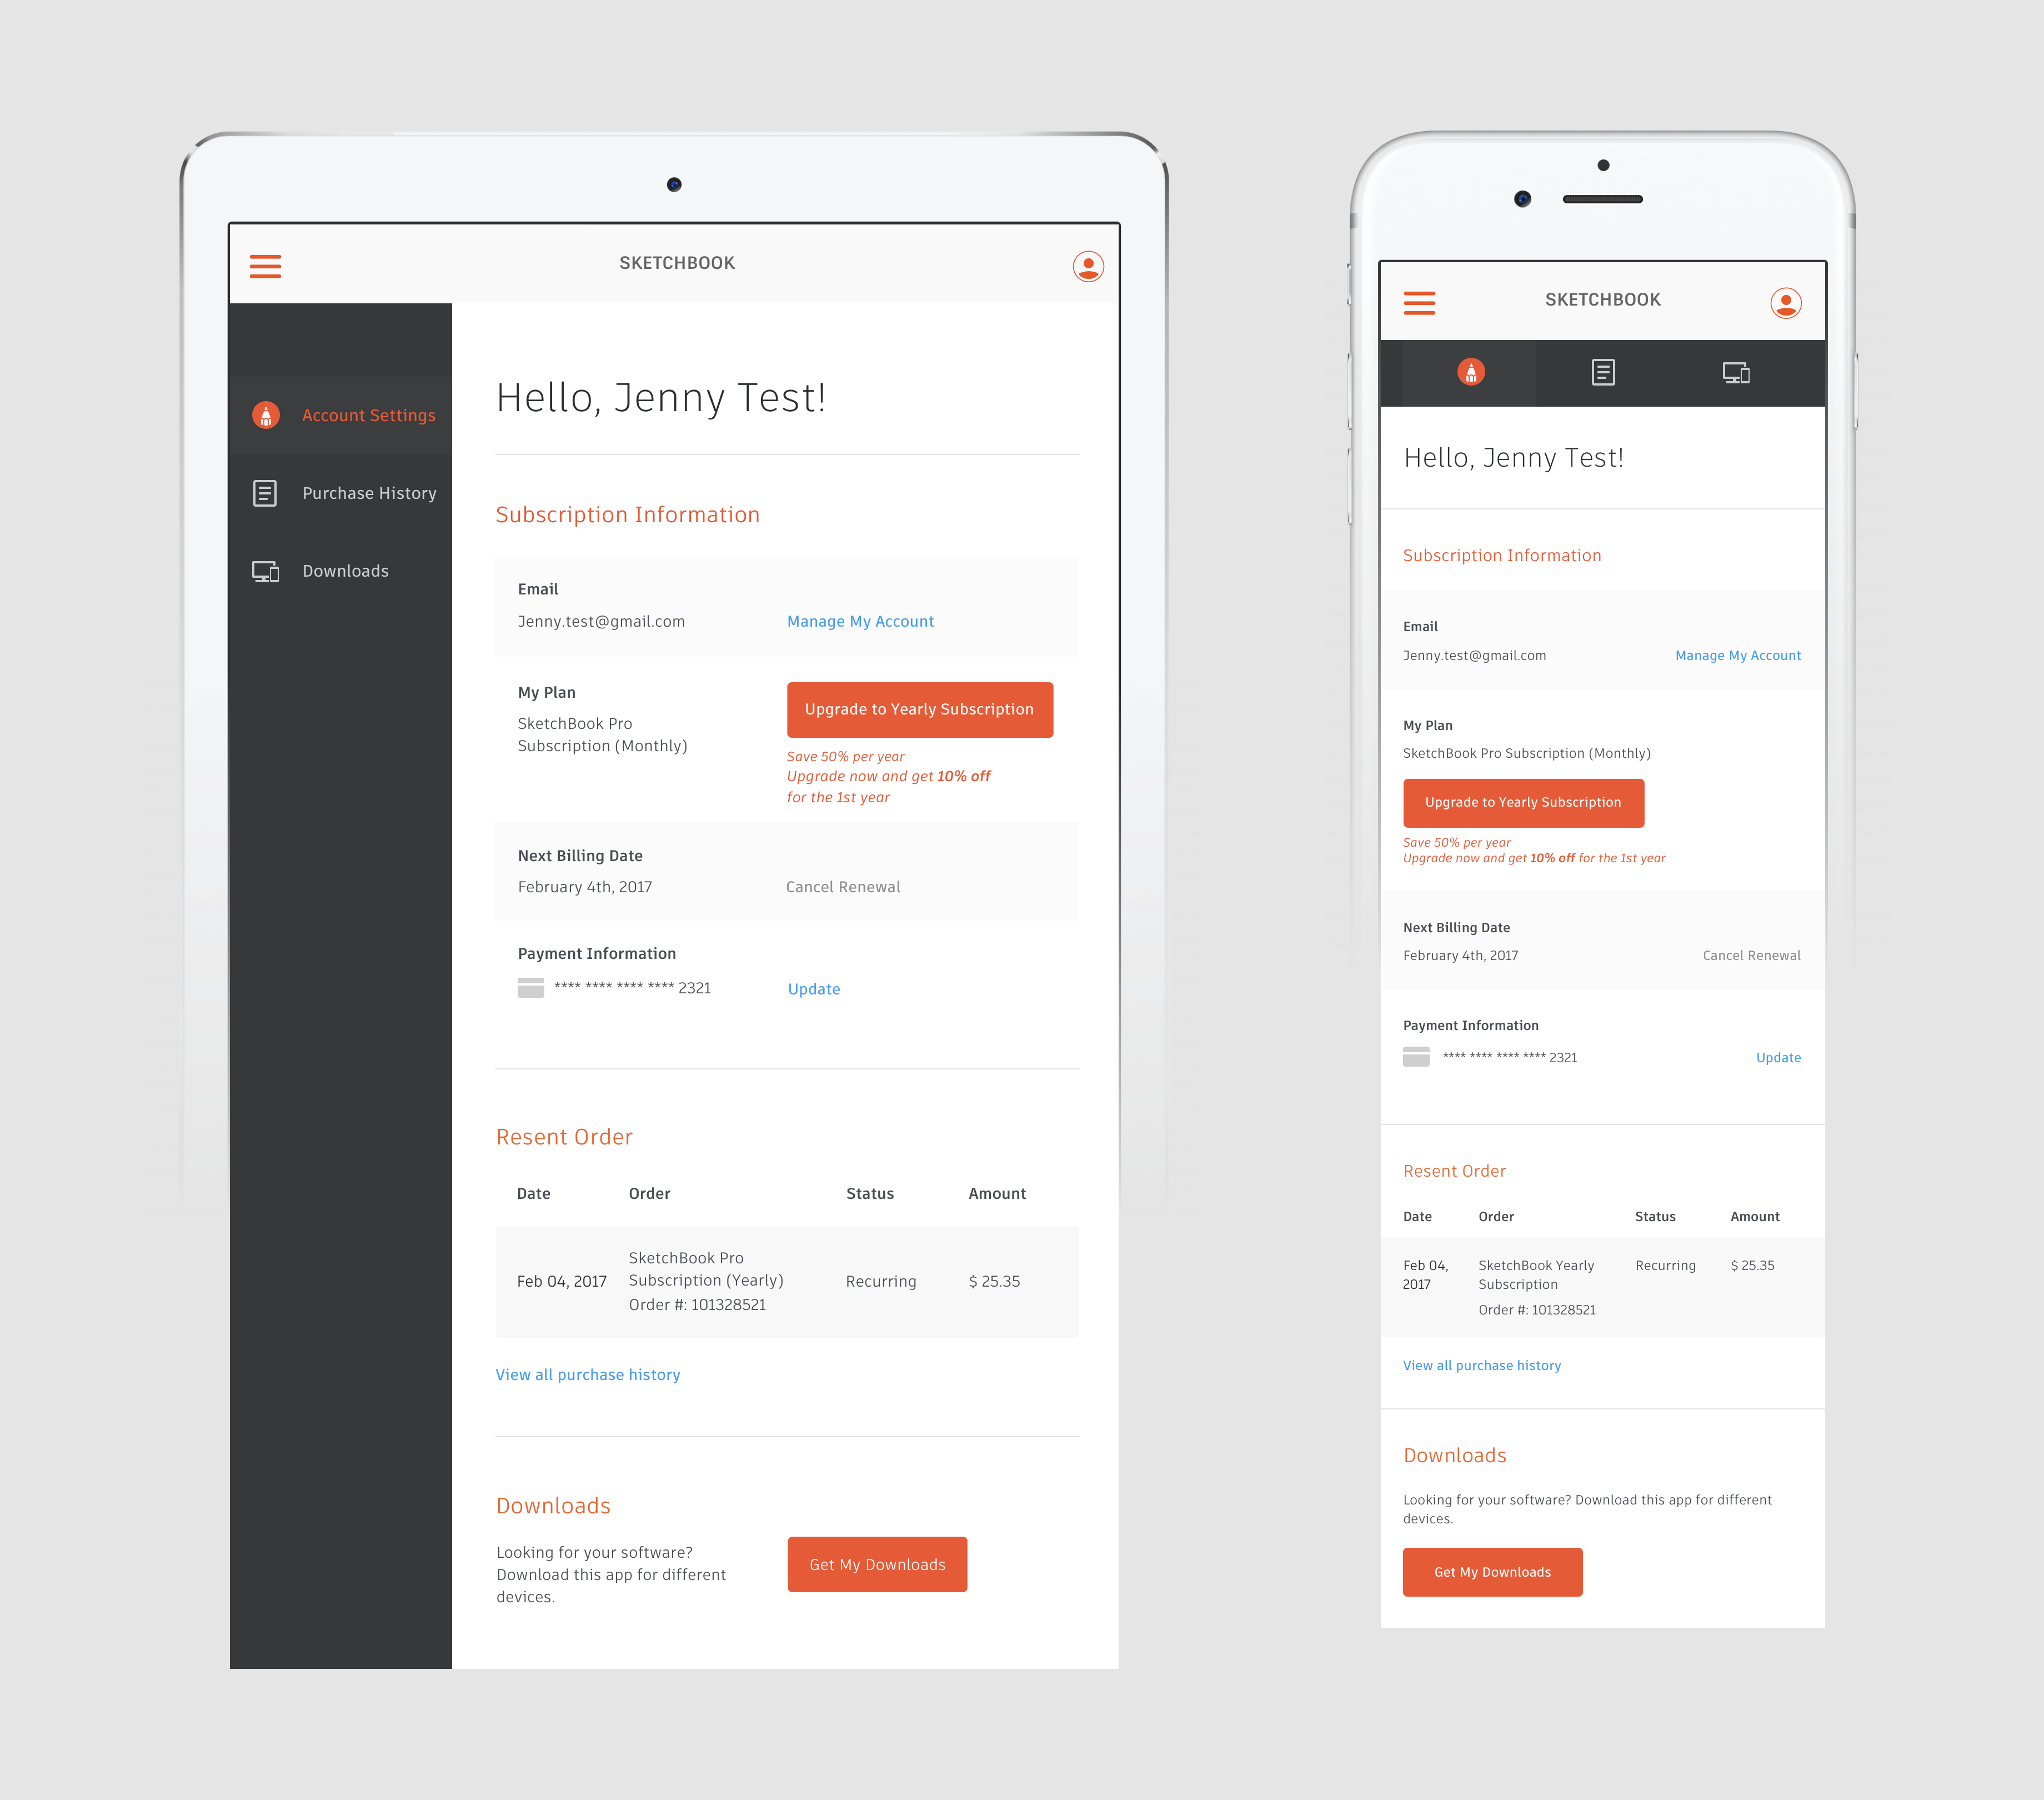 SKETCHBOOK
Account Settings
Purchase History
Downloads
Hello, Jenny Test!
Subscription Information
Email
Jenny.test@gmail.com
Manage My Account
My Plan
SketchBook Pro
Subscription (Monthly)
Upgrade to Yearly Subscription
Save 50% per year
Upgrade now and get 10% off
for the 1st year
Next Billing Date
February 4th, 2017
Cancel Renewal
Payment Information
**** **** **** **** 2321
Update
Resent Order
Date Order Status Amount
Feb 04, 2017
SketchBook Pro
Subscription (Yearly)
Order #: 101328521
Recurring
$ 25.35
View all purchase history
Downloads
Looking for your software?
Download this app for different
devices.
Get My Downloads
SKETCHBOOK
Hello, Jenny Test!
Subscription Information
Email
Jenny.test@gmail.com
Manage My Account
My Plan
SketchBook Pro Subscription (Monthly)
Upgrade to Yearly Subscription
Save 50% per year
Upgrade now and get 10% off for the 1st year
Next Billing Date
February 4th, 2017
Cancel Renewal
Payment Information
**** **** **** **** 2321
Update
Resent Order
Date Order Status Amount
Feb 04,
2017
SketchBook Yearly
Subscription
Order #: 101328521
Recurring
$ 25.35
View all purchase history
Downloads
Looking for your software? Download this app for different
devices.
Get My Downloads